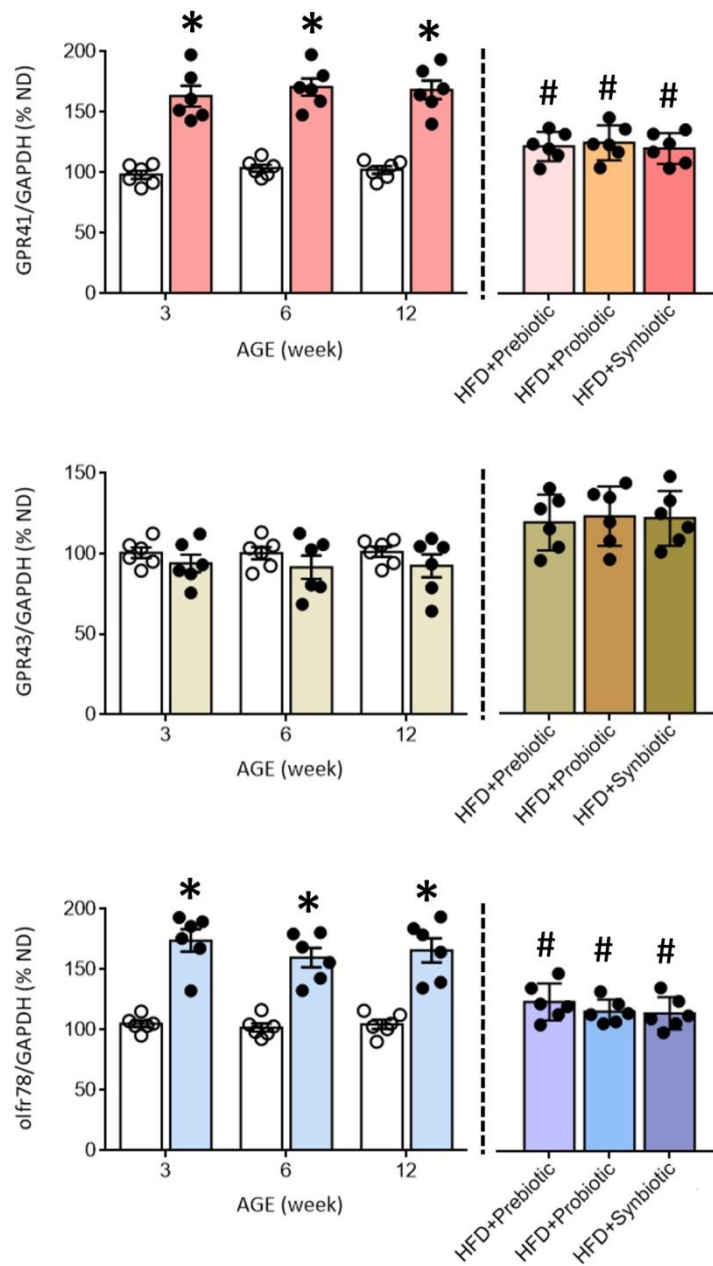 * * *
200
150
100
50
0
GPR41/GAPDH (% ND)
3 6 12
AGE (week)
# # #
HFD+Prebiotic
HFD+Probiotic
HFD+Synbiotic
150
100
50
0
GPR43/GAPDH (% ND)
3 6 12
AGE (week)
HFD+Prebiotic
HFD+Probiotic
HFD+Synbiotic
* * *
200
150
100
50
0
olfr78/GAPDH (% ND)
3 6 12
AGE (week)
# # #
HFD+Prebiotic
HFD+Probiotic
HFD+Synbiotic